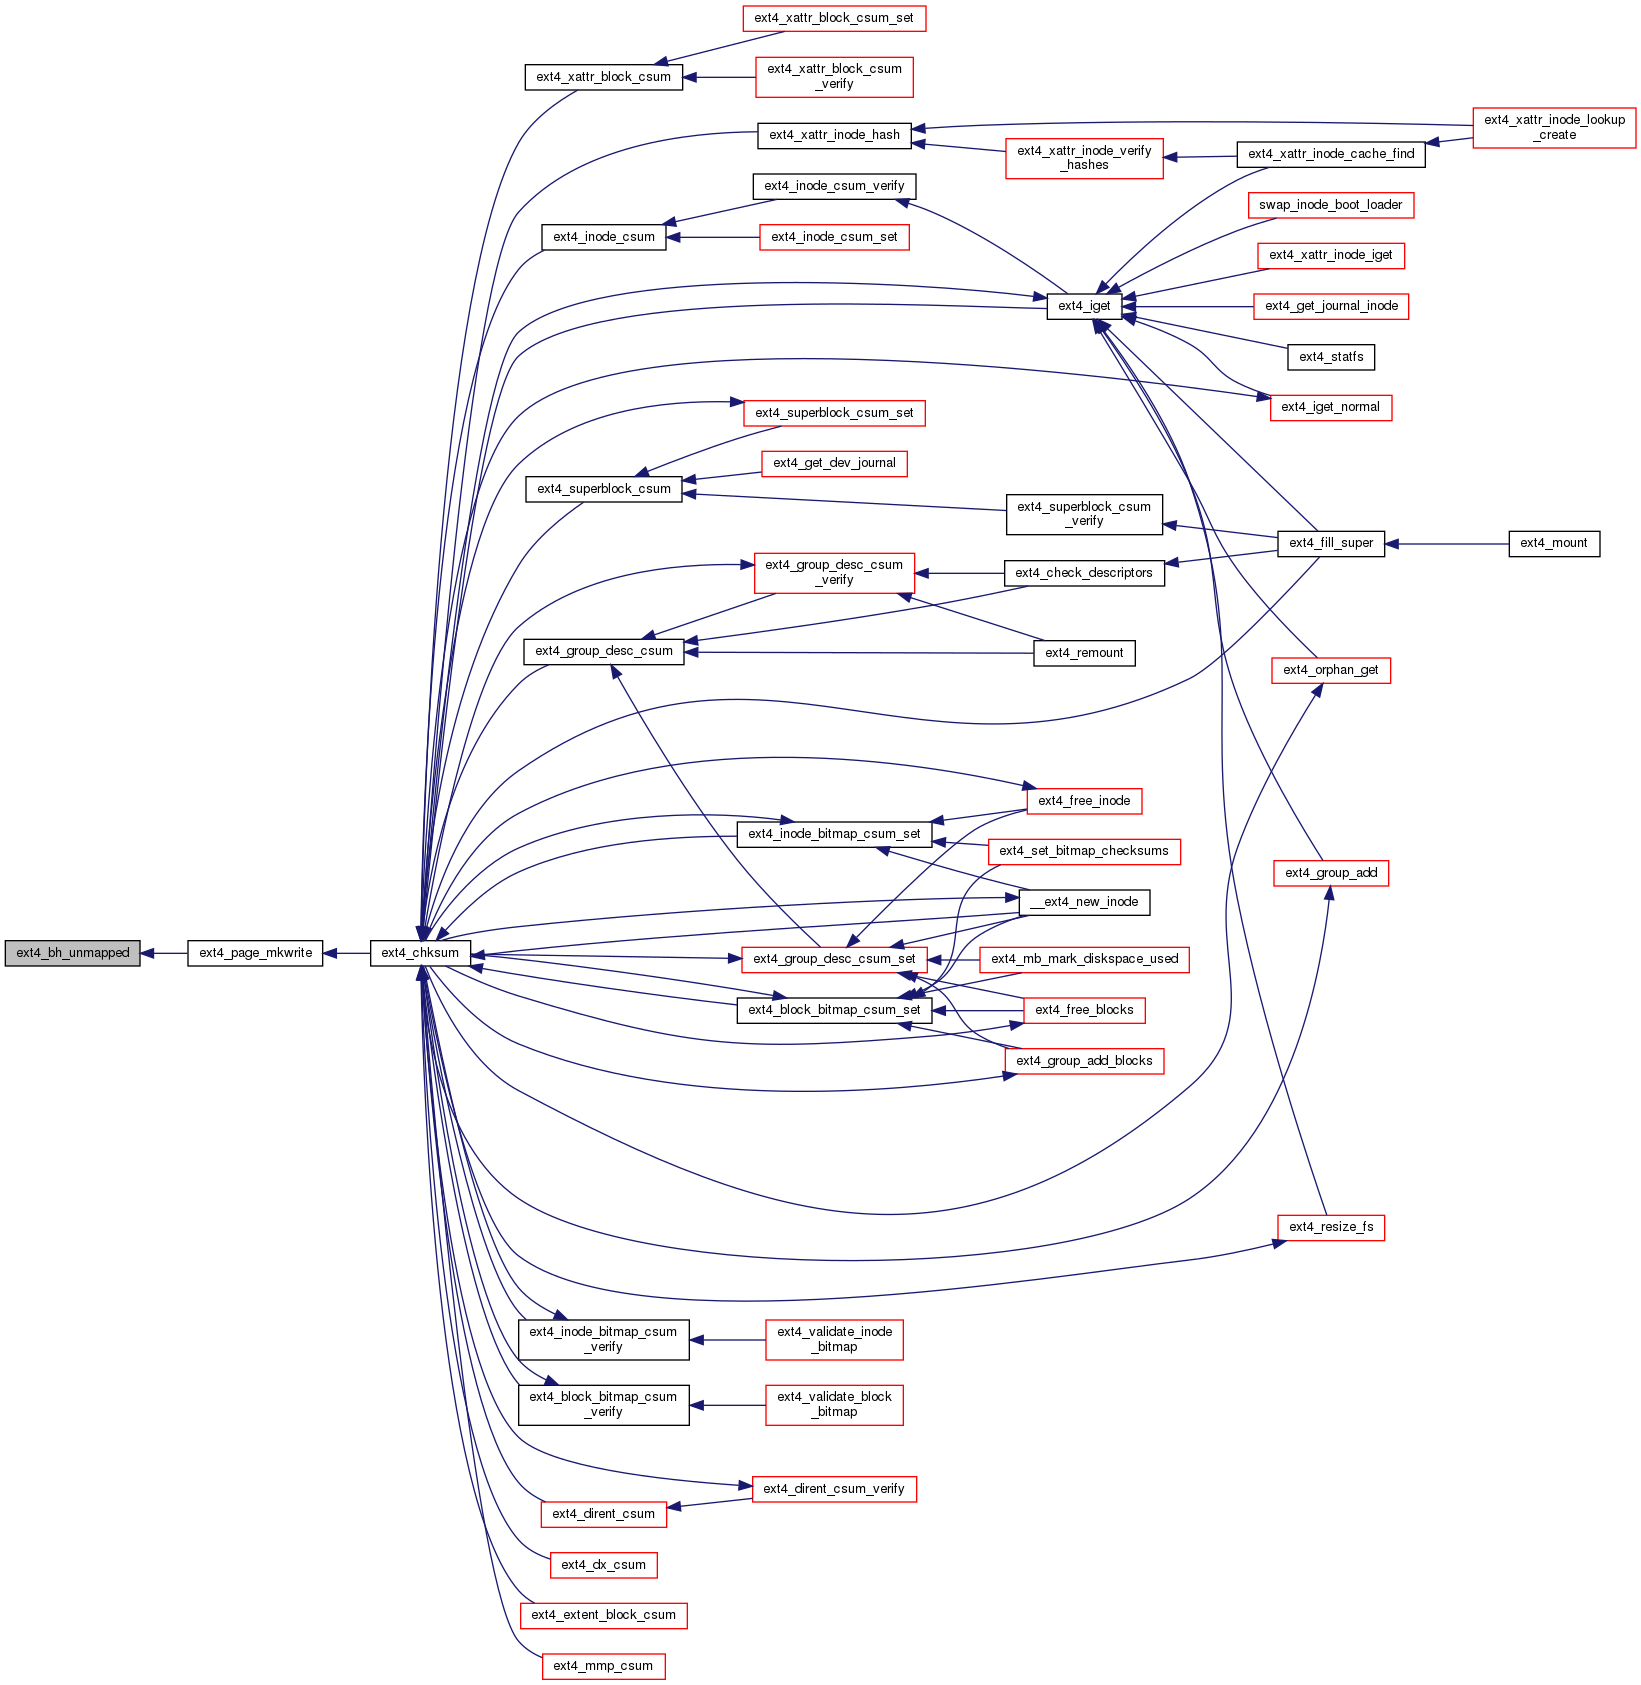 ext4_xattr_block_csum_set
ext4_xattr_block_csum
ext4_xattr_block_csum
_verify
ext4_xattr_inode_hash
ext4_xattr_inode_lookup
_create
ext4_xattr_inode_verify
_hashes
ext4_xattr_inode_cache_find
ext4_inode_csum_verify
swap_inode_boot_loader
ext4_inode_csum
ext4_inode_csum_set
ext4_xattr_inode_iget
ext4_iget
ext4_get_journal_inode
ext4_statfs
ext4_iget_normal
ext4_superblock_csum_set
ext4_get_dev_journal
ext4_superblock_csum
ext4_superblock_csum
_verify
ext4_fill_super
ext4_mount
ext4_group_desc_csum
_verify
ext4_check_descriptors
ext4_group_desc_csum
ext4_remount
ext4_orphan_get
ext4_free_inode
ext4_inode_bitmap_csum_set
ext4_set_bitmap_checksums
ext4_group_add
__ext4_new_inode
ext4_bh_unmapped
ext4_page_mkwrite
ext4_chksum
ext4_group_desc_csum_set
ext4_mb_mark_diskspace_used
ext4_block_bitmap_csum_set
ext4_free_blocks
ext4_group_add_blocks
ext4_resize_fs
ext4_inode_bitmap_csum
_verify
ext4_validate_inode
_bitmap
ext4_block_bitmap_csum
_verify
ext4_validate_block
_bitmap
ext4_dirent_csum_verify
ext4_dirent_csum
ext4_dx_csum
ext4_extent_block_csum
ext4_mmp_csum